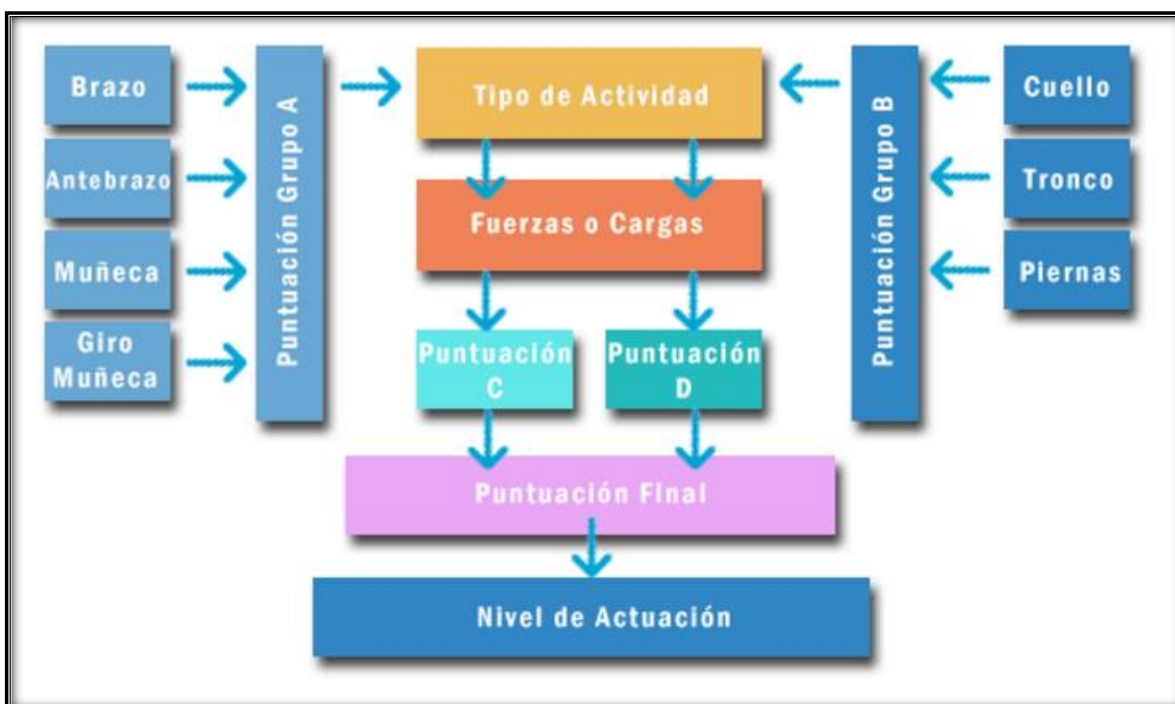 Brazo
Antebrazo
Muñeca
Giro
Muñeca
Puntuación Grupo A
Tipo de Actividad
Fuerzas o Cargas
Puntuación
C
Puntuación
D
Puntuación Final
Nivel de Actuación
Puntuación Grupo B
Cuello
Tronco
Piernas